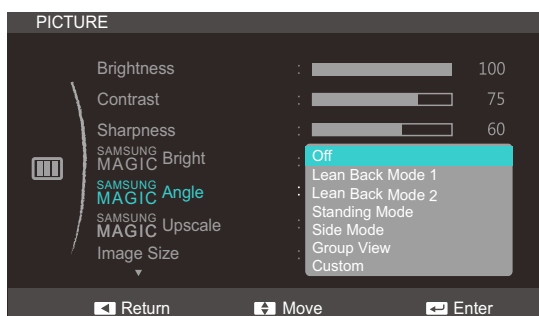 PICTURE
Brightness : 100
Contrast : 75
Sharpness : 60
SAMSUNG MAGIC Bright :
SAMSUNG MAGIC Angle :
SAMSUNG MAGIC Upscale :
Image Size :
Off
Lean Back Mode 1
Lean Back Mode 2
Standing Mode
Side Mode
Group View
Custom
Return Move Enter